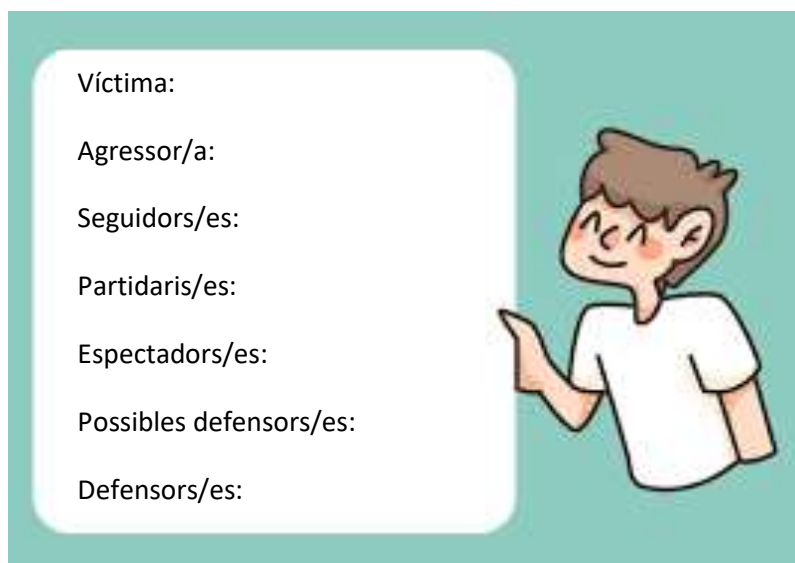 Víctima:
Agressor/a:
Seguidors/es:
Partidaris/es:
Espectadors/es:
Possibles defensors/es:
Defensors/es: